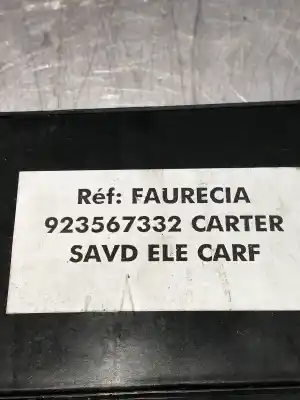 Réf: FAURECIA
923567332 CARTER
SAVD ELE CARF